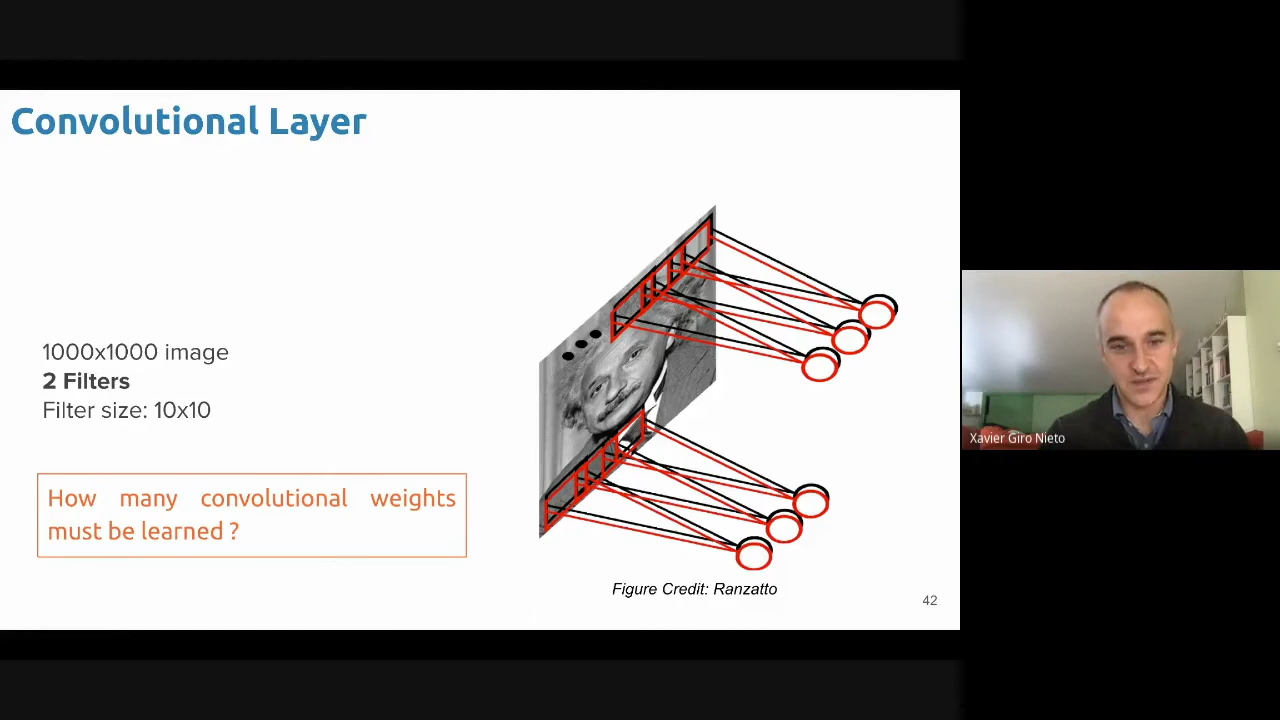 Convolutional Layer
1000x1000 image
2 Filters
Filter size: 10x10
How many convolutional weights
must be learned ?
Figure Credit: Ranzatto
42
Xavier Giro Nieto